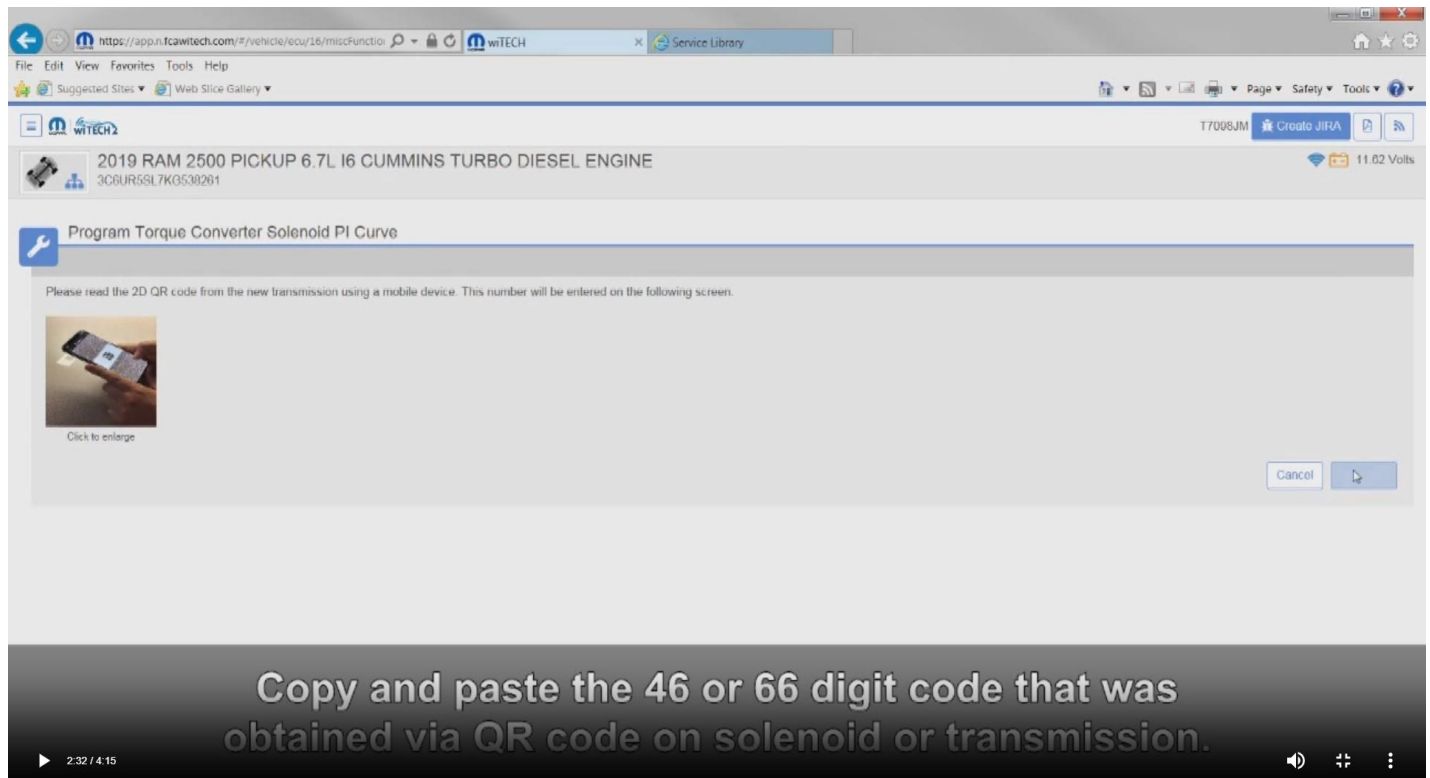 https://app.n.fcawitech.com/#/vehicle/ecu/16/miscFunctio
wiTECH
Service Library
File Edit View Favorites Tools Help
Suggested Sites Web Slice Gallery
Page Safety Tools
wiTECH2
T7098JM Create JIRA
2019 RAM 2500 PICKUP 6.7L I6 CUMMINS TURBO DIESEL ENGINE
11.62 Volts
Program Torque Converter Solenoid PI Curve
Please read the 2D QR code from the new transmission using a mobile device. This number will be entered on the following screen.
Click to enlarge
Cancel
Copy and paste the 46 or 66 digit code that was
obtained via QR code on solenoid or transmission.
2:32 / 4:15